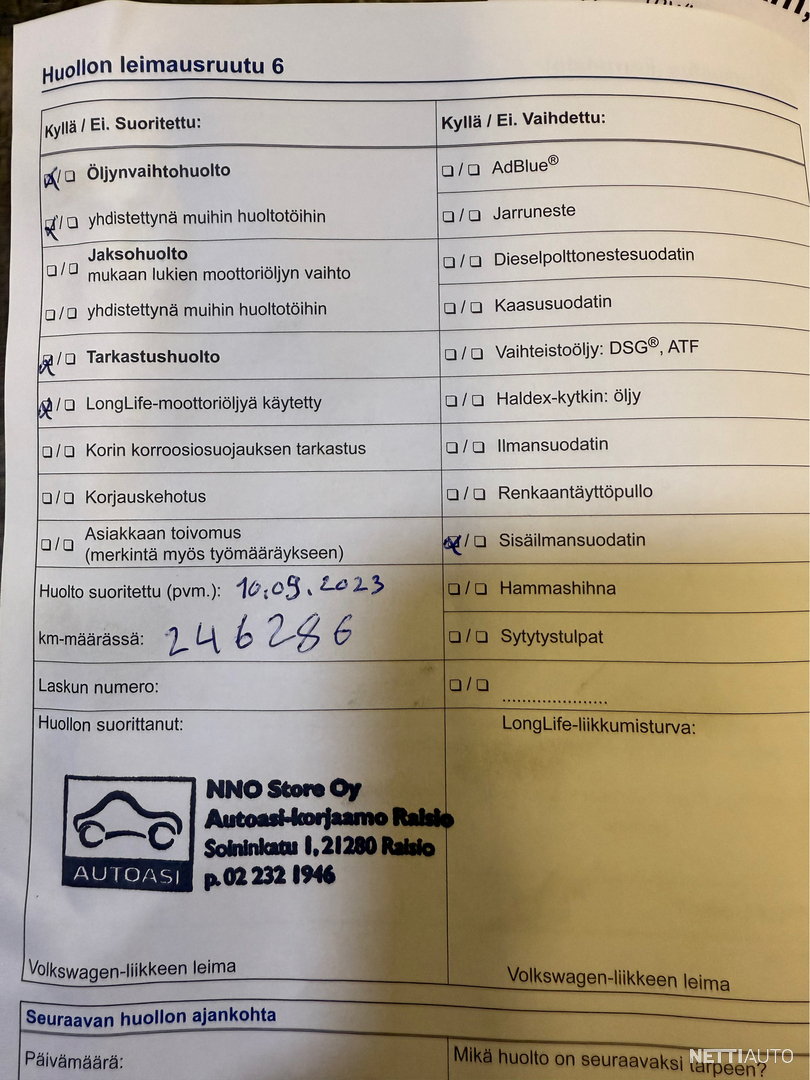 Huollon leimausruutu 6
Kyllä / Ei. Suoritettu:
☒/☐ Öljynvaihtohuolto
☒/☐ yhdistettynä muihin huoltotöihin
☐/☐ Jaksohuolto
mukaan lukien moottoriöljyn vaihto
☐/☐ yhdistettynä muihin huoltotöihin
☒/☐ Tarkastushuolto
☒/☐ LongLife-moottoriöljyä käytetty
☐/☐ Korin korroosiosuojauksen tarkastus
☐/☐ Korjauskehotus
☐/☐ Asiakkaan toivomus
(merkintä myös työmääräykseen)
Huolto suoritettu (pvm.): 10.09.2023
km-määrässä: 246286
Laskun numero:
Huollon suorittanut:
AUTOASI
NNO Store Oy
Autoasi-korjaamo Raisio
Soininkatu 1, 21280 Raisio
p. 02 232 1946
Volkswagen-liikkeen leima
Kyllä / Ei. Vaihdettu:
☐/☐ AdBlue®
☐/☐ Jarruneste
☐/☐ Dieselpolttonestesuodatin
☐/☐ Kaasusuodatin
☐/☐ Vaihteistoöljy: DSG®, ATF
☐/☐ Haldex-kytkin: öljy
☐/☐ Ilmansuodatin
☐/☐ Renkaantäyttöpullo
☒/☐ Sisäilmansuodatin
☐/☐ Hammashihna
☐/☐ Sytytystulpat
☐/☐ .....................
LongLife-liikkumisturva:
Volkswagen-liikkeen leima
Seuraavan huollon ajankohta
Päivämäärä:
Mikä huolto on seuraavaksi tarpeen?
NETTIAUTO